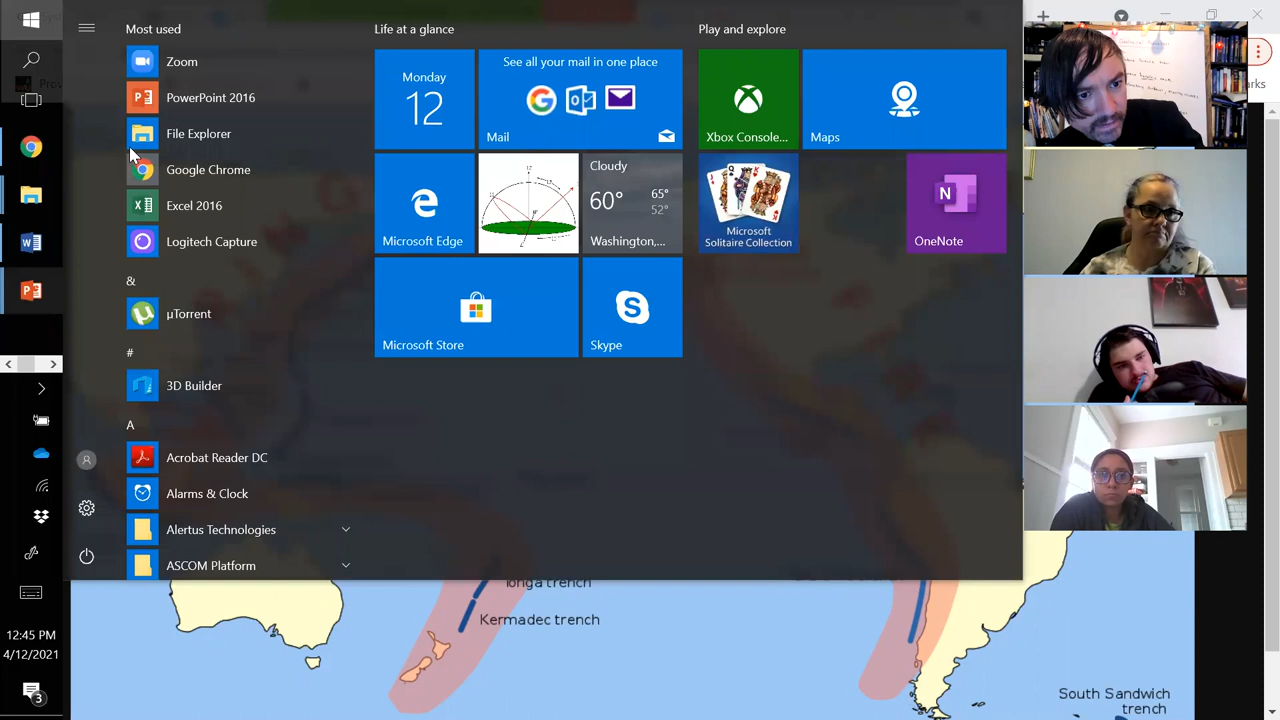 Most used
Zoom
PowerPoint 2016
File Explorer
Google Chrome
Excel 2016
Logitech Capture
&
µTorrent
#
3D Builder
A
Acrobat Reader DC
Alarms & Clock
Alertus Technologies
ASCOM Platform
Life at a glance
Monday
12
See all your mail in one place
Mail
Microsoft Edge
Cloudy
60°
65°
52°
Washington,...
Microsoft Store
Skype
Play and explore
Xbox Console...
Maps
Microsoft
Solitaire Collection
N
OneNote
12:45 PM
4/12/2021
3
Tonga trench
Kermadec trench
South Sandwich
trench